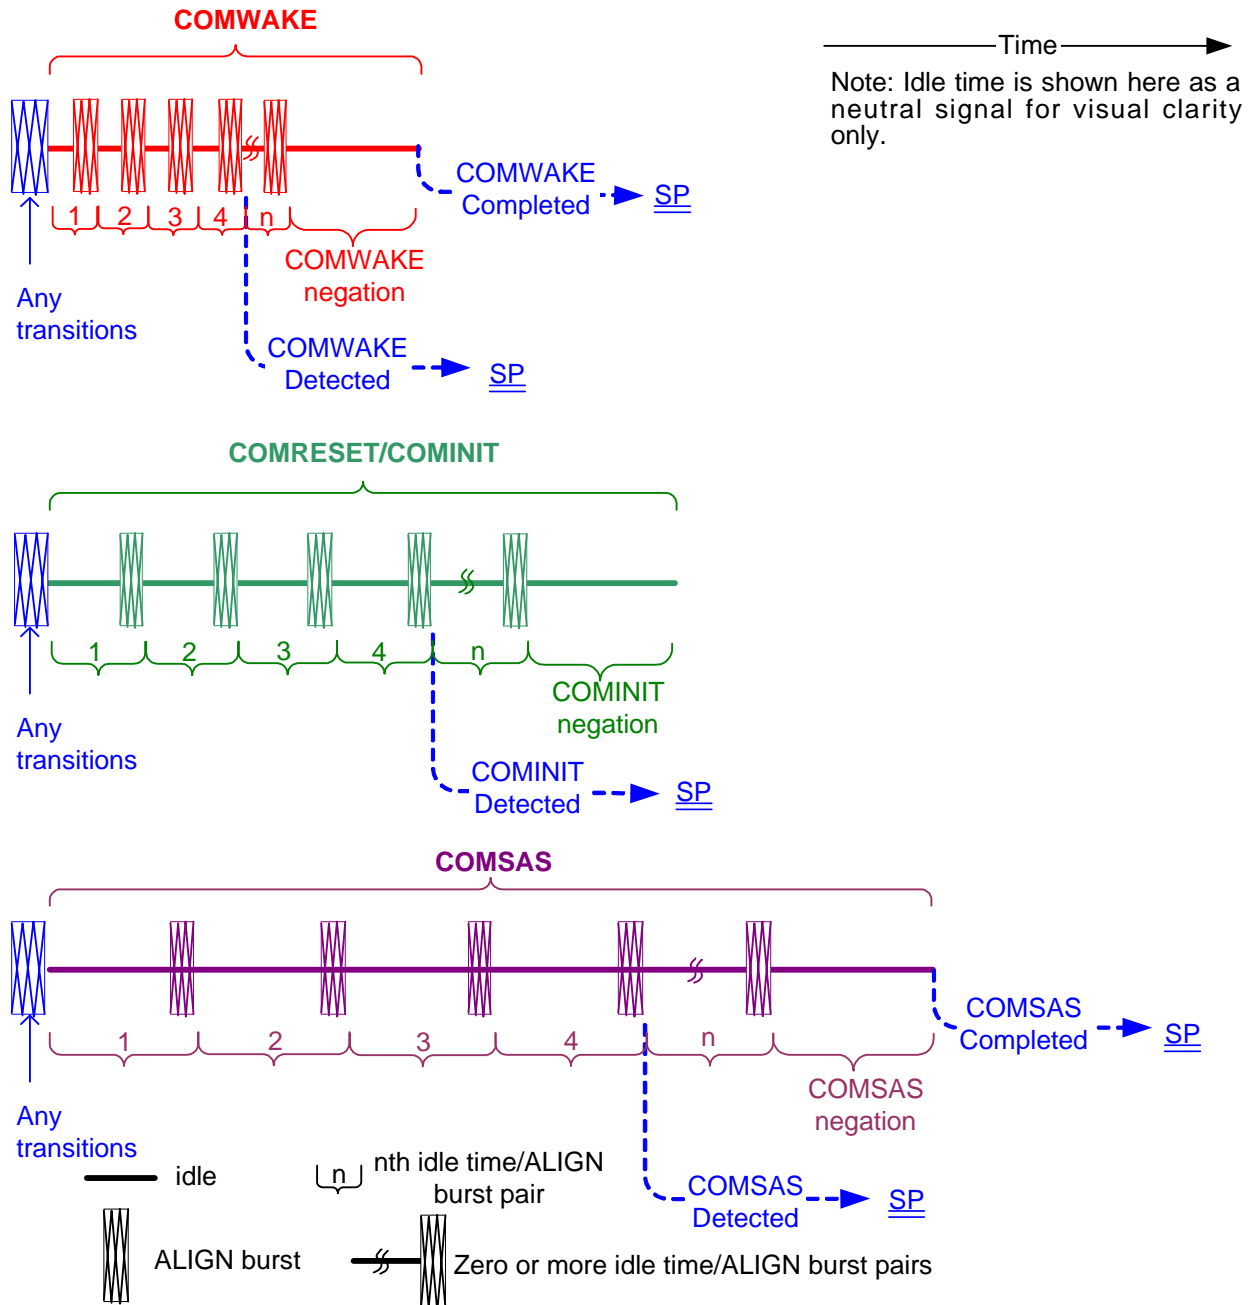 COMWAKE
Time
Note: Idle time is shown here as a
neutral signal for visual clarity
only.
COMWAKE
Completed
SP
1 2 3 4 n
COMWAKE
negation
Any
transitions
COMWAKE
Detected
SP
COMRESET/COMINIT
1 2 3 4 n
COMINIT
negation
Any
transitions
COMINIT
Detected
SP
COMSAS
1 2 3 4 n
COMSAS
Completed
SP
COMSAS
negation
Any
transitions
idle
n
nth idle time/ALIGN
burst pair
COMSAS
Detected
SP
ALIGN burst
Zero or more idle time/ALIGN burst pairs